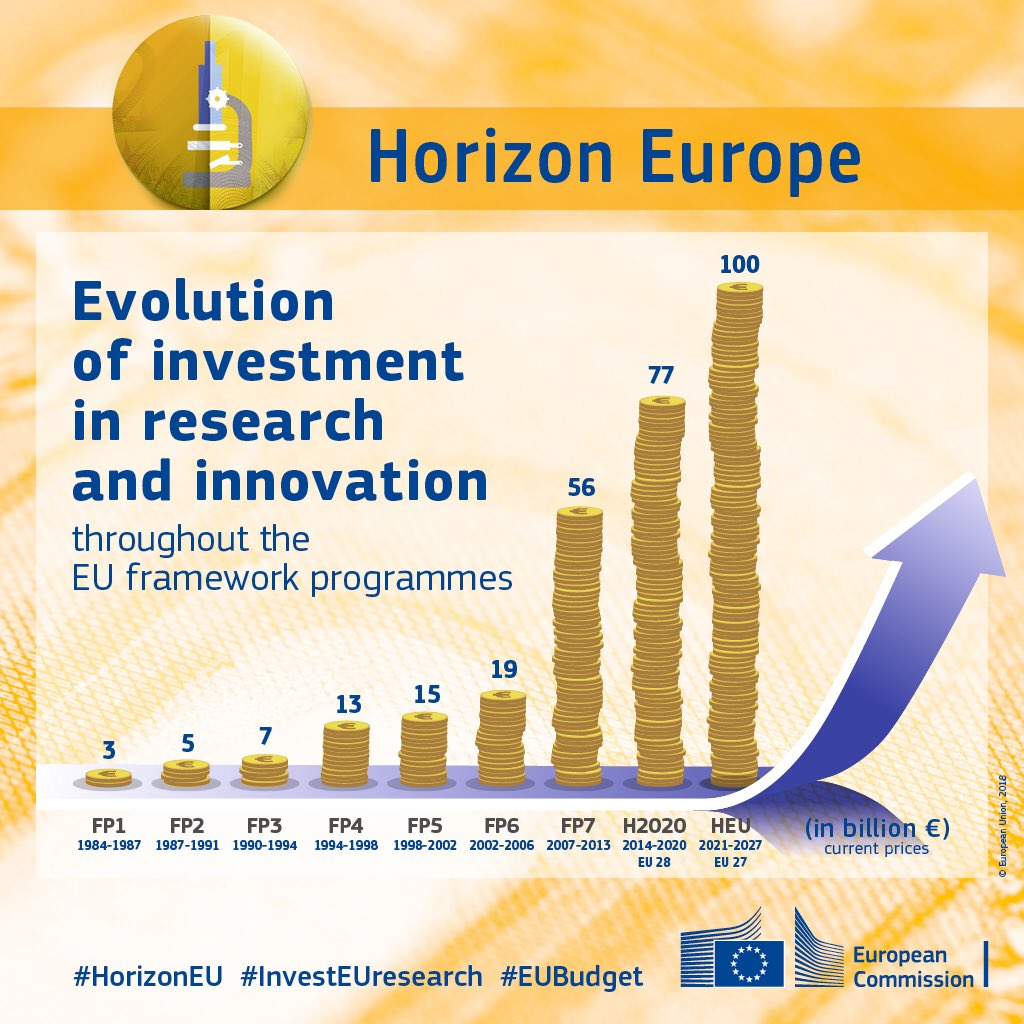 Horizon Europe
Evolution
of investment
in research
and innovation
throughout the
EU framework programmes
3
5
7
13
15
19
56
77
100
FP1
1984-1987
FP2
1987-1991
FP3
1990-1994
FP4
1994-1998
FP5
1998-2002
FP6
2002-2006
FP7
2007-2013
H2020
2014-2020
EU 28
HEU
2021-2027
EU 27
(in billion €)
current prices
© European Union, 2018
#HorizonEU #InvestEUresearch #EUBudget
European
Commission